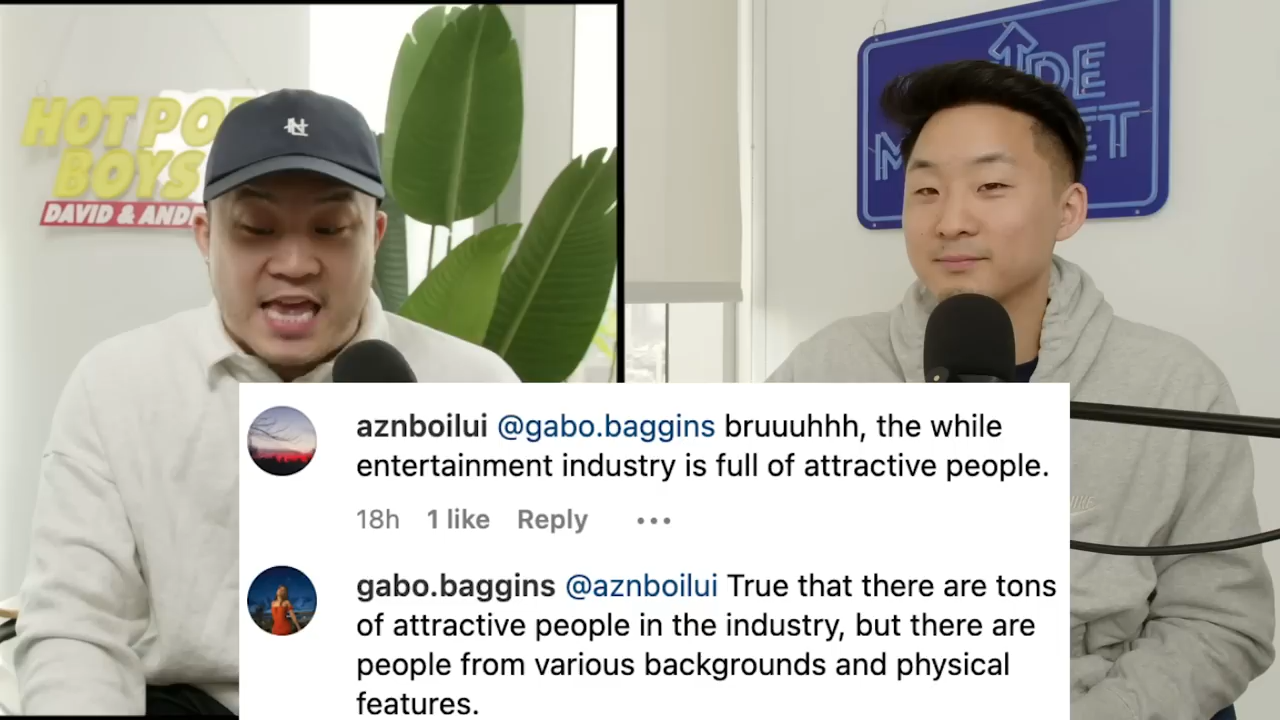 HOT PO
BOYS
DAVID & AND
aznboilui @gabo.baggins bruuuhhh, the while
entertainment industry is full of attractive people.
18h 1 like Reply •••
gabo.baggins @aznboilui True that there are tons
of attractive people in the industry, but there are
people from various backgrounds and physical
features.